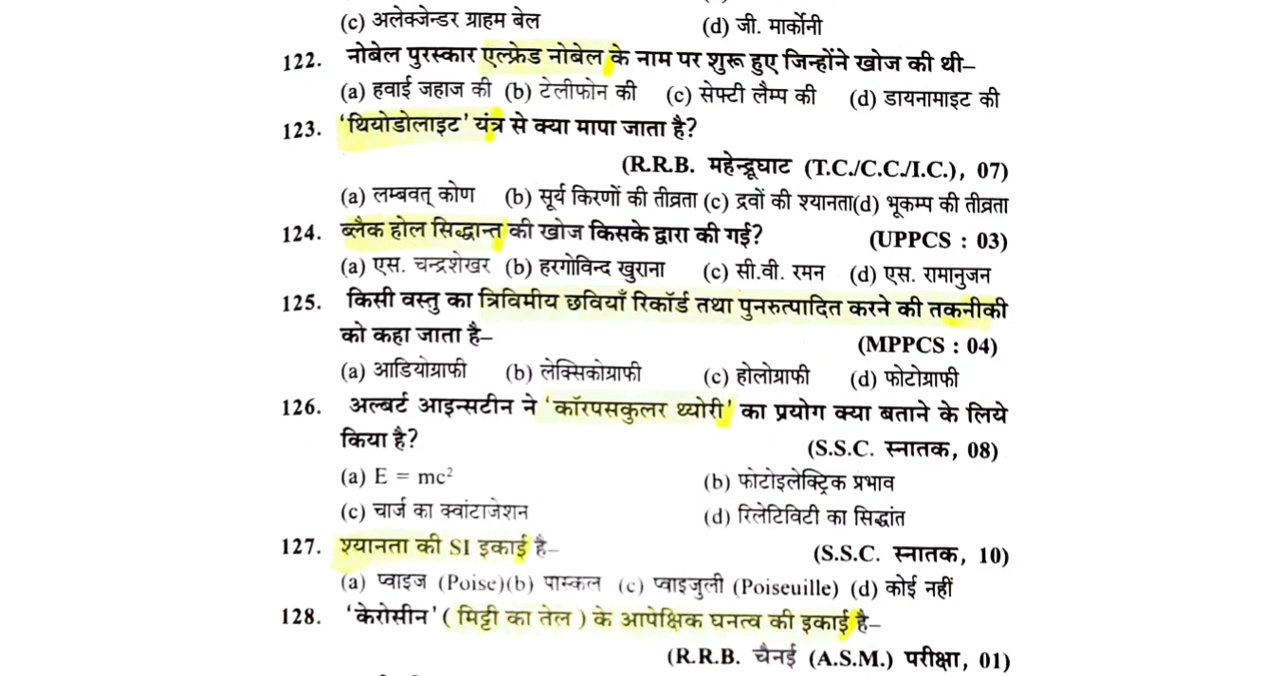 (c) अलेक्जेन्डर ग्राहम बेल (d) जी. मार्कोनी
122. नोबेल पुरस्कार एल्फ्रेड नोबेल के नाम पर शुरू हुए जिन्होंने खोज की थी–
(a) हवाई जहाज की (b) टेलीफोन की (c) सेफ्टी लैम्प की (d) डायनामाइट की
123. ‘थियोडोलाइट’ यंत्र से क्या मापा जाता है?
(R.R.B. महेन्द्रूघाट (T.C./C.C./I.C.), 07)
(a) लम्बवत् कोण (b) सूर्य किरणों की तीव्रता (c) द्रवों की श्यानता(d) भूकम्प की तीव्रता
124. ब्लैक होल सिद्धान्त की खोज किसके द्वारा की गई? (UPPCS : 03)
(a) एस. चन्द्रशेखर (b) हरगोविन्द खुराना (c) सी.वी. रमन (d) एस. रामानुजन
125. किसी वस्तु का त्रिविमीय छवियाँ रिकॉर्ड तथा पुनरुत्पादित करने की तकनीकी
को कहा जाता है– (MPPCS : 04)
(a) आडियोग्राफी (b) लेक्सिकोग्राफी (c) होलोग्राफी (d) फोटोग्राफी
126. अल्बर्ट आइन्सटीन ने ‘कॉरपसकुलर थ्योरी’ का प्रयोग क्या बताने के लिये
किया है? (S.S.C. स्नातक, 08)
(a) E = mc² (b) फोटोइलेक्ट्रिक प्रभाव
(c) चार्ज का क्वांटाजेशन (d) रिलेटिविटी का सिद्धांत
127. श्यानता की SI इकाई है– (S.S.C. स्नातक, 10)
(a) प्वाइज (Poise)(b) पास्कल (c) प्वाइजुली (Poiseuille) (d) कोई नहीं
128. ‘केरोसीन’ ( मिट्टी का तेल ) के आपेक्षिक घनत्व की इकाई है–
(R.R.B. चैनई (A.S.M.) परीक्षा, 01)